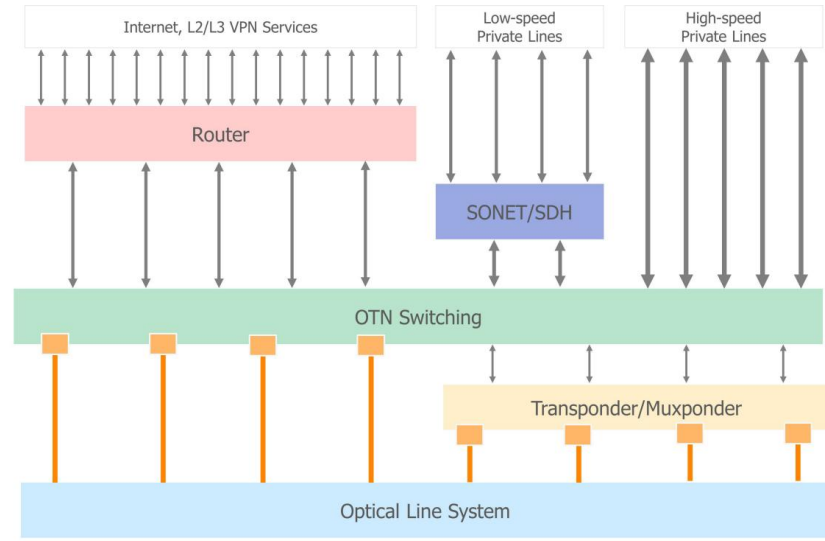 Internet, L2/L3 VPN Services
Low-speed
Private Lines
High-speed
Private Lines
Router
SONET/SDH
OTN Switching
Transponder/Muxponder
Optical Line System